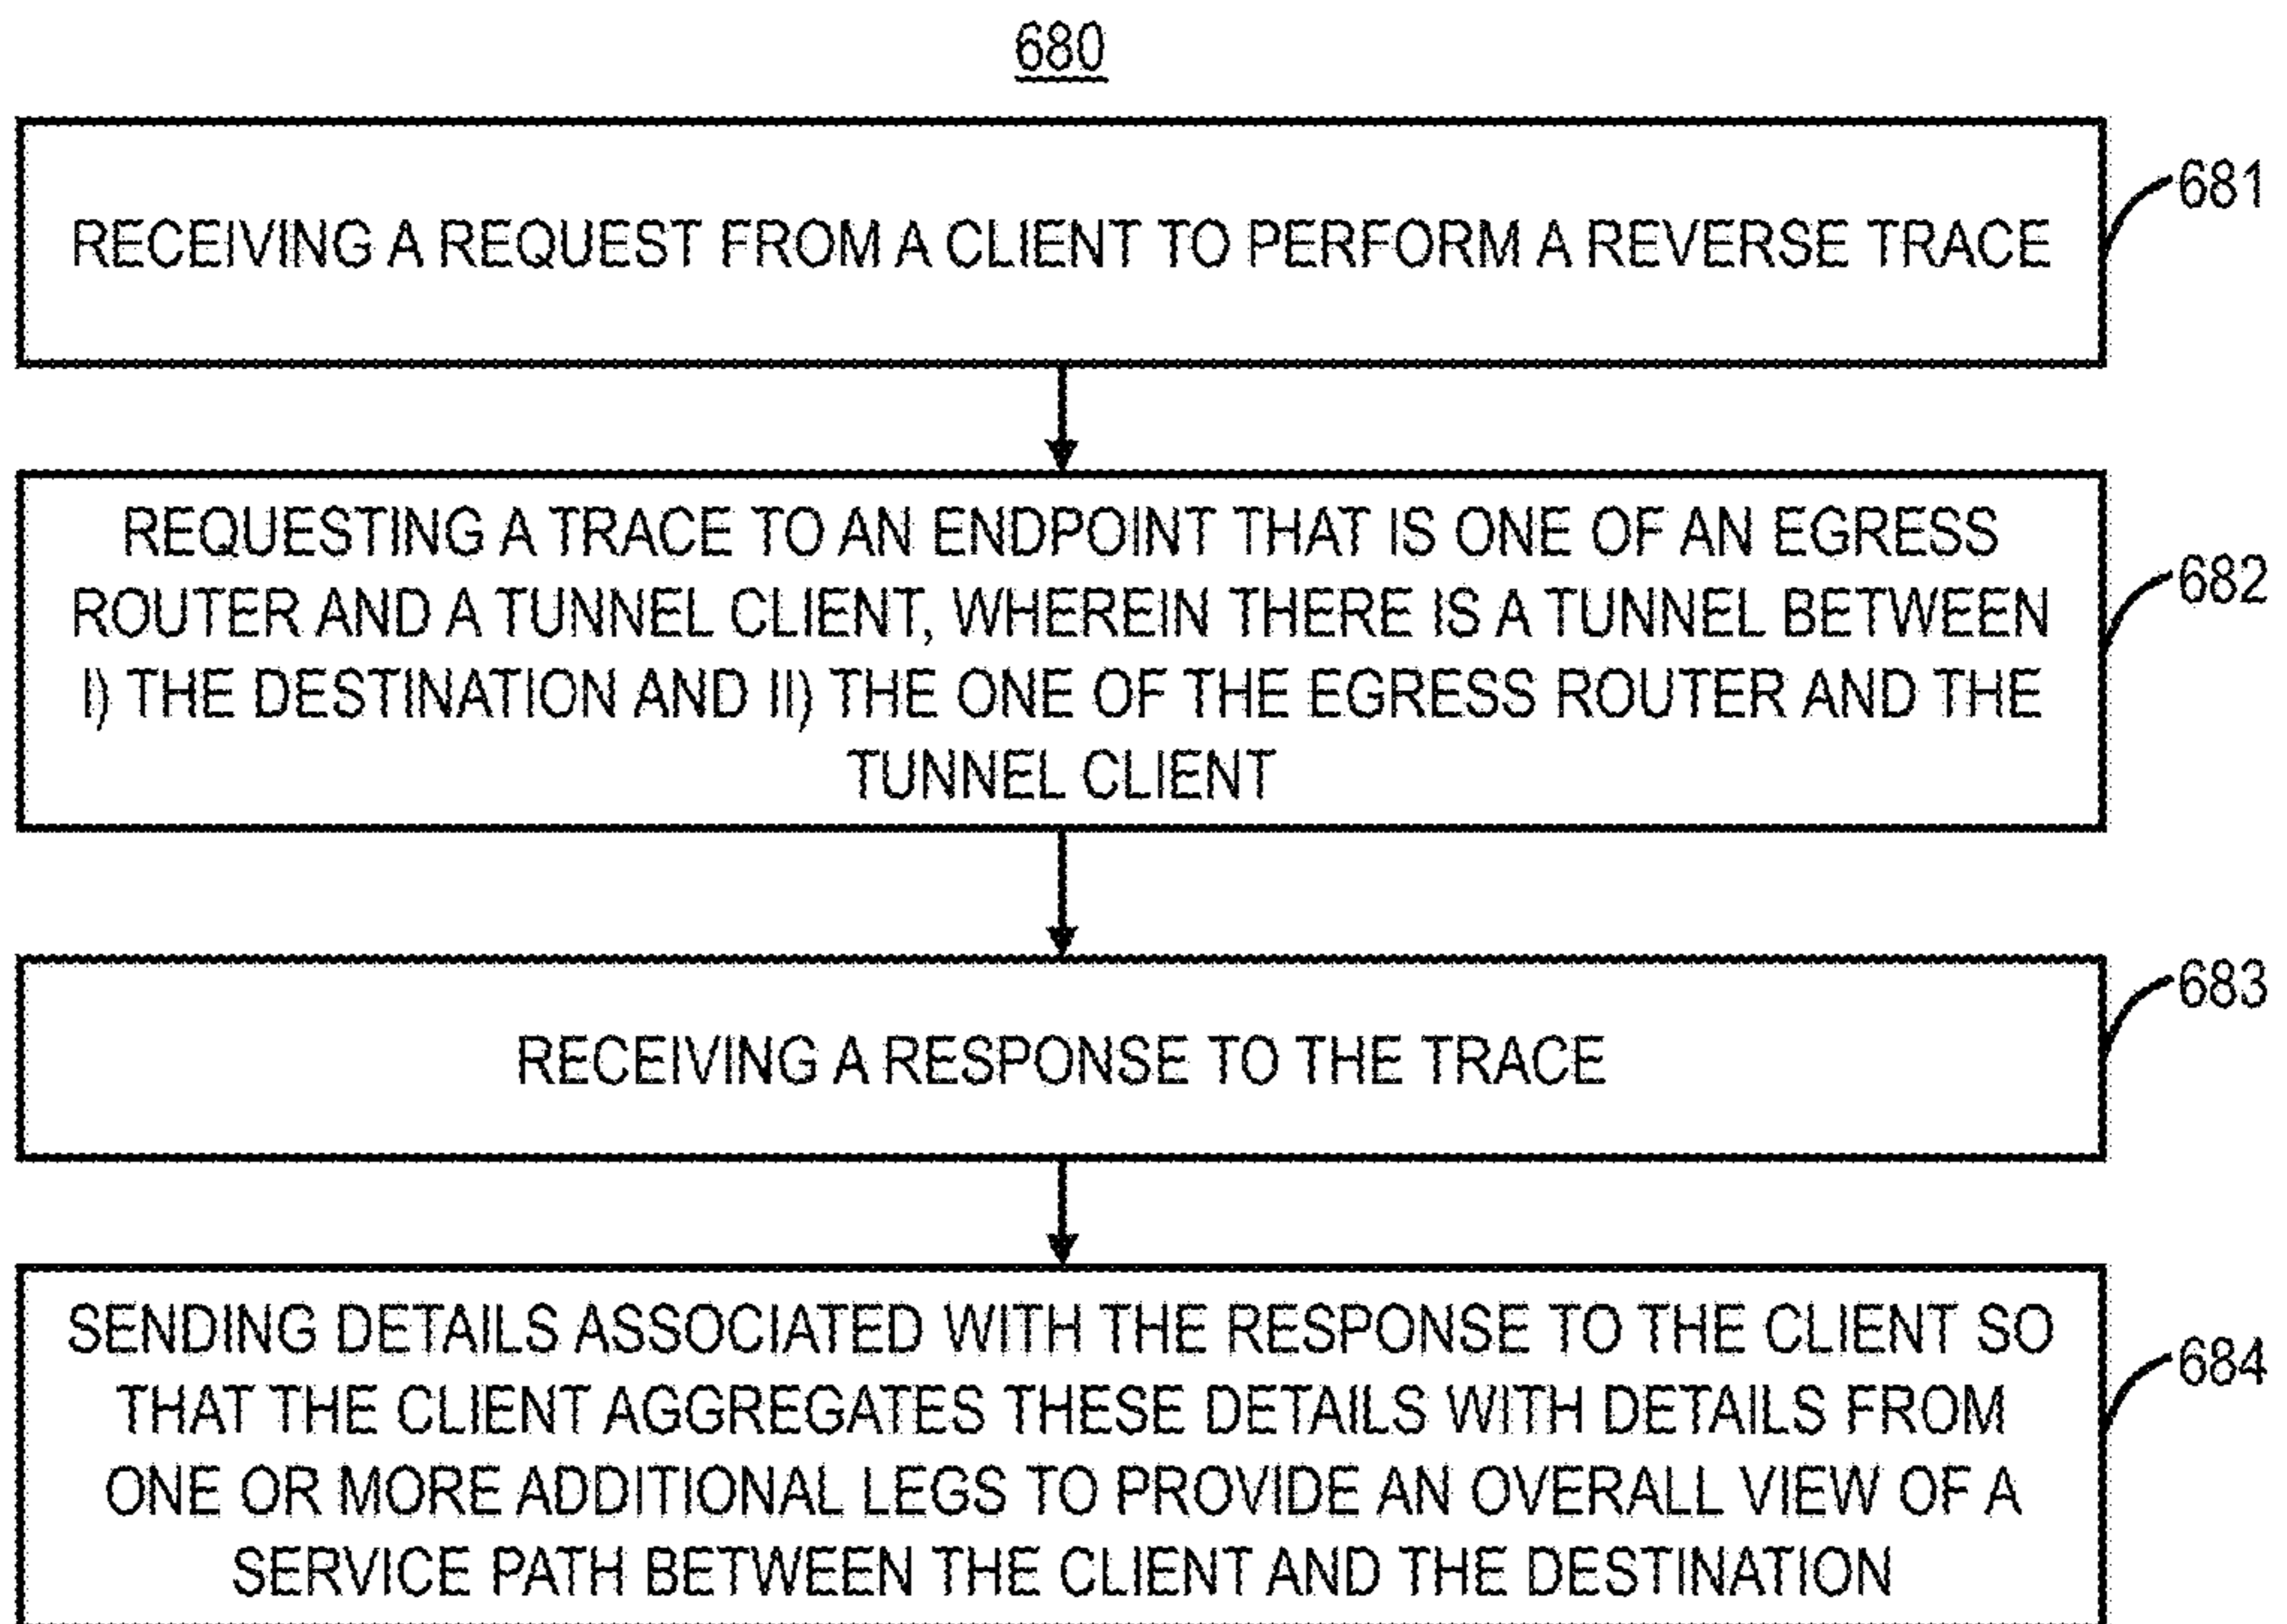 680
RECEIVING A REQUEST FROM A CLIENT TO PERFORM A REVERSE TRACE
681
REQUESTING A TRACE TO AN ENDPOINT THAT IS ONE OF AN EGRESS
ROUTER AND A TUNNEL CLIENT, WHEREIN THERE IS A TUNNEL BETWEEN
I) THE DESTINATION AND II) THE ONE OF THE EGRESS ROUTER AND THE
TUNNEL CLIENT
682
RECEIVING A RESPONSE TO THE TRACE
683
SENDING DETAILS ASSOCIATED WITH THE RESPONSE TO THE CLIENT SO
THAT THE CLIENT AGGREGATES THESE DETAILS WITH DETAILS FROM
ONE OR MORE ADDITIONAL LEGS TO PROVIDE AN OVERALL VIEW OF A
SERVICE PATH BETWEEN THE CLIENT AND THE DESTINATION
684